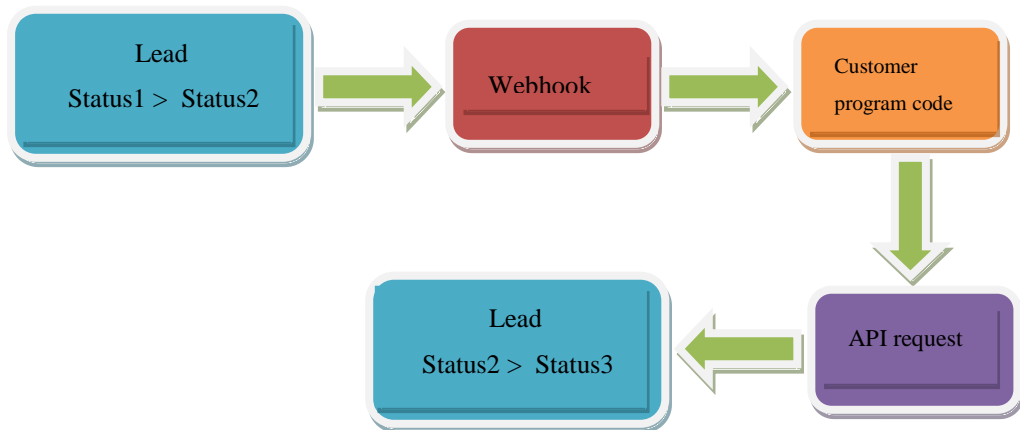 Lead
Status1 >  Status2
Webhook
Customer
program code
Lead
Status2 >  Status3
API request